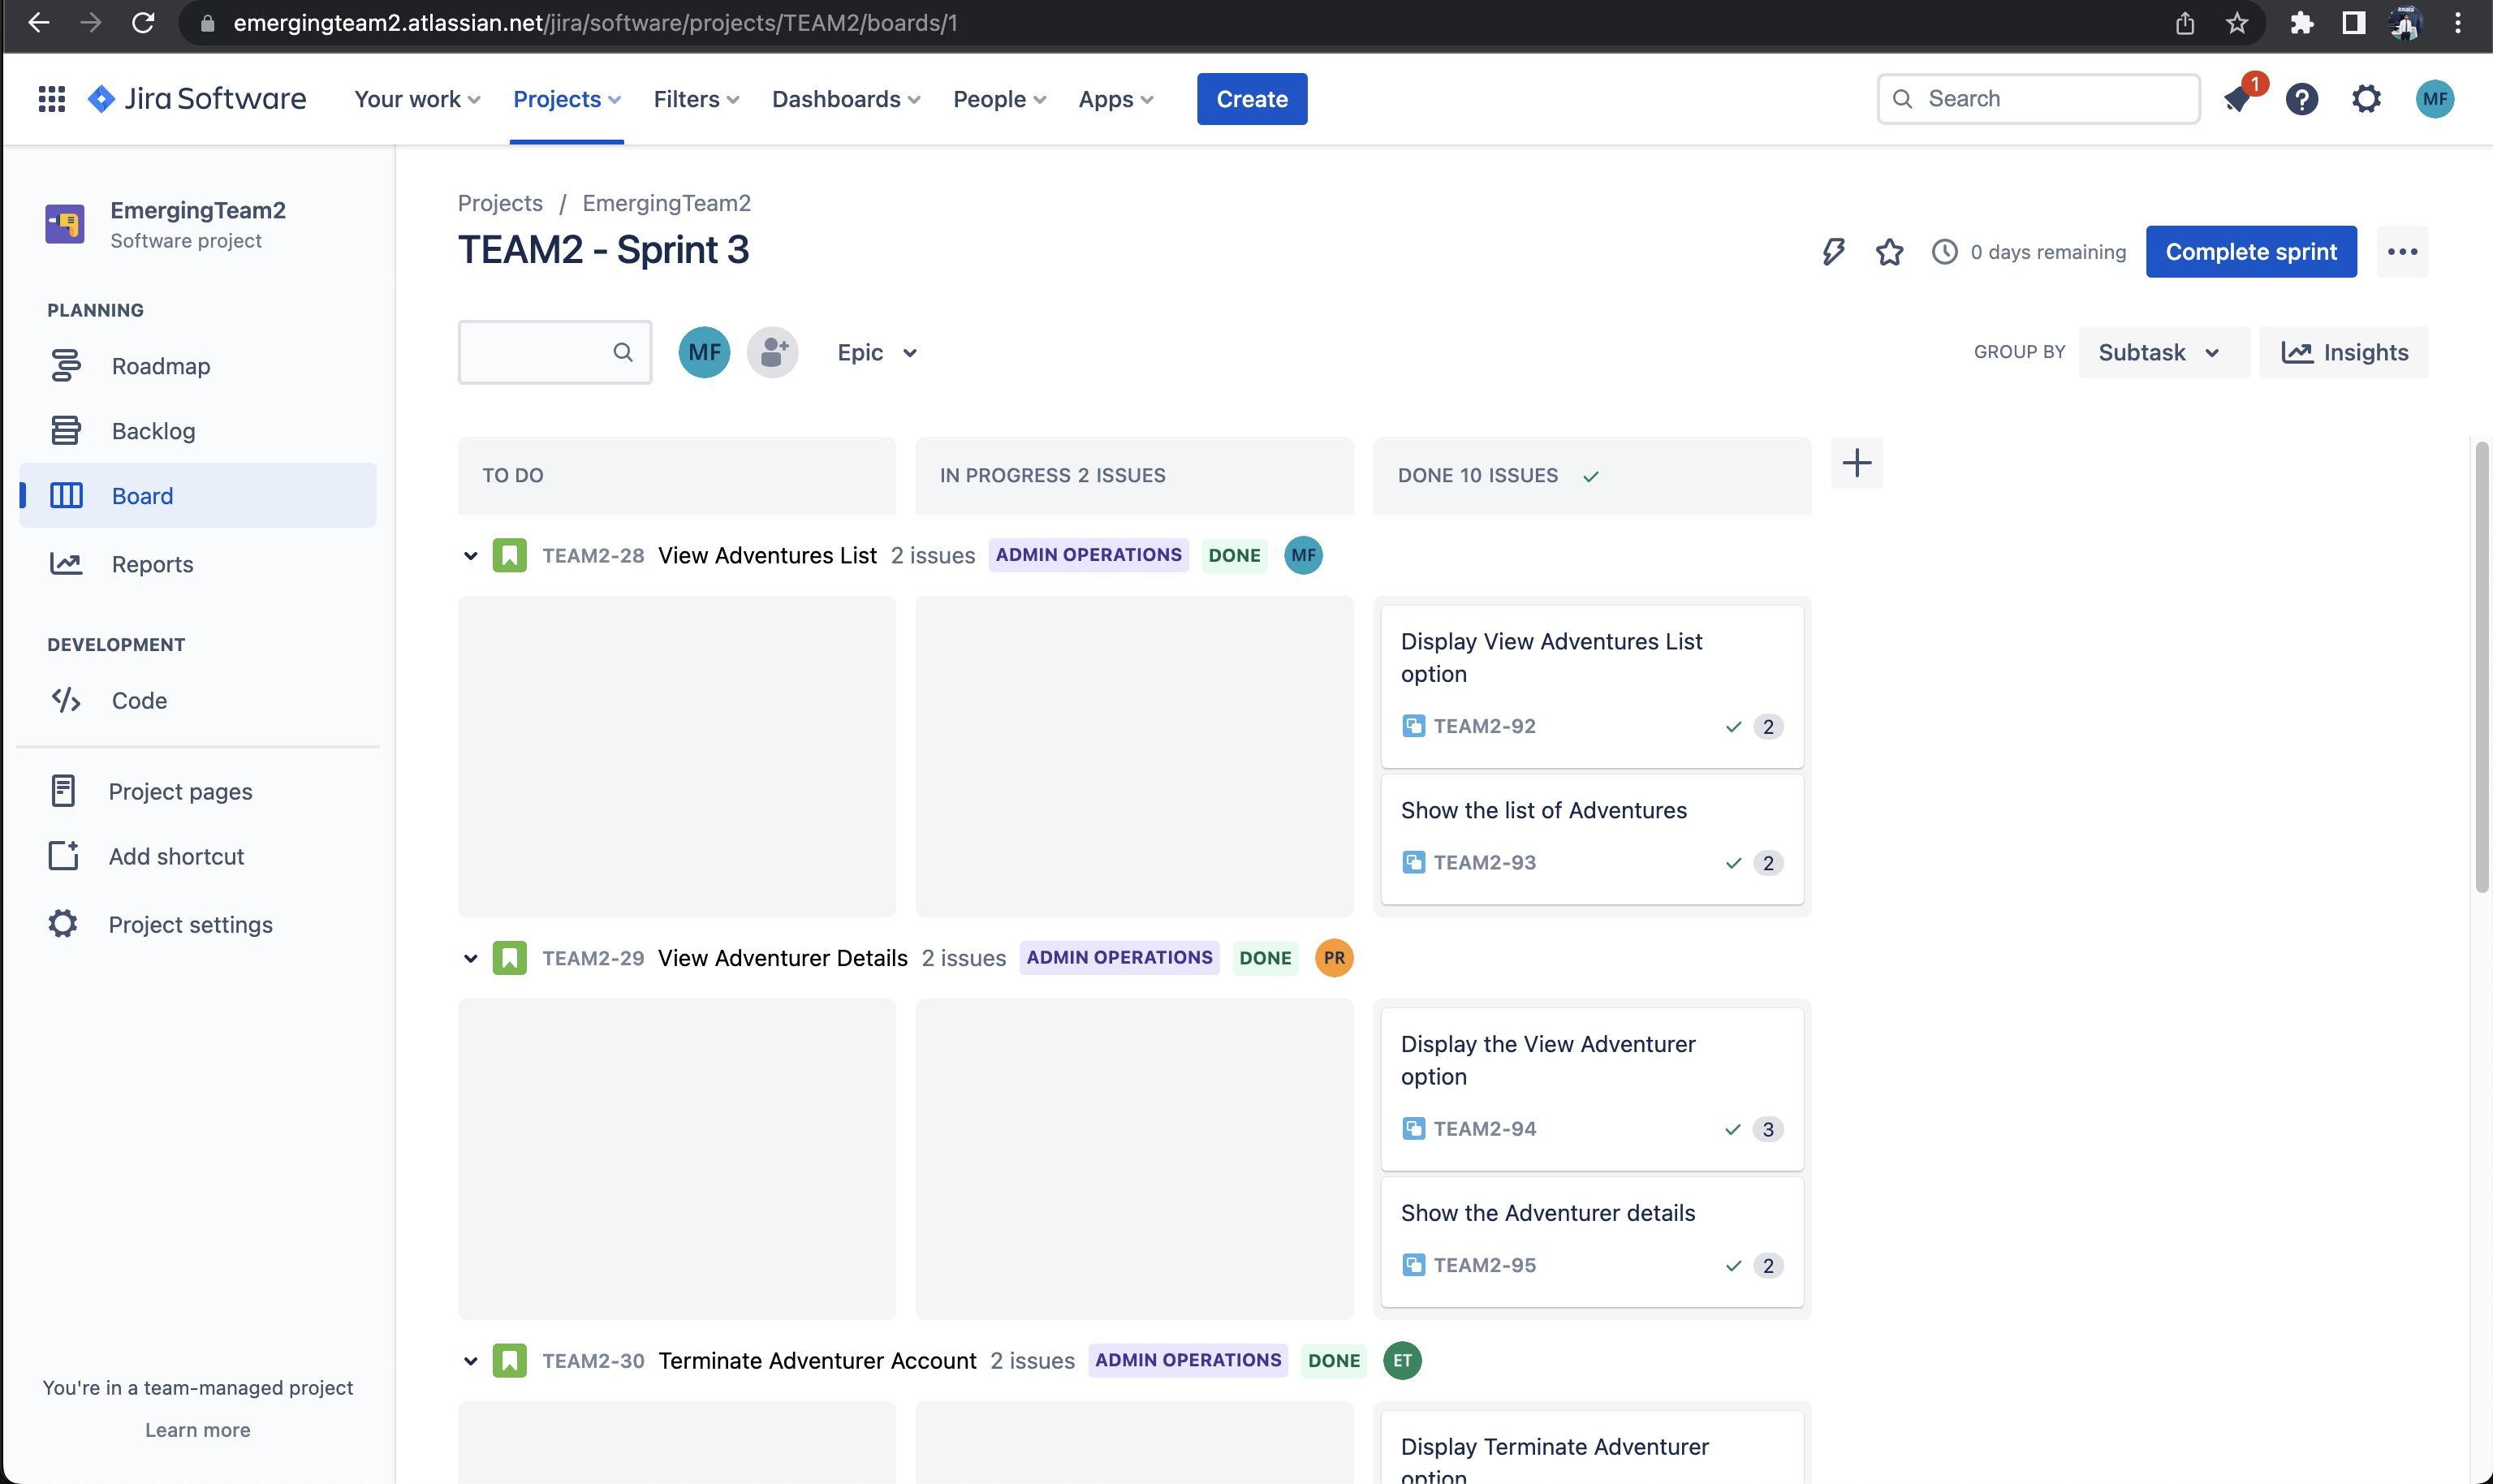 emergingteam2.atlassian.net/jira/software/projects/TEAM2/boards/1
Jira Software
Your work
Projects
Filters
Dashboards
People
Apps
Create
Search
1
?
MF
EmergingTeam2
Software project
PLANNING
Roadmap
Backlog
Board
Reports
DEVELOPMENT
Code
Project pages
Add shortcut
Project settings
You're in a team-managed project
Learn more
Projects / EmergingTeam2
TEAM2 - Sprint 3
0 days remaining
Complete sprint
MF
Epic
GROUP BY
Subtask
Insights
TO DO
IN PROGRESS 2 ISSUES
DONE 10 ISSUES
TEAM2-28 View Adventures List 2 issues ADMIN OPERATIONS DONE MF
Display View Adventures List
option
TEAM2-92 2
Show the list of Adventures
TEAM2-93 2
TEAM2-29 View Adventurer Details 2 issues ADMIN OPERATIONS DONE PR
Display the View Adventurer
option
TEAM2-94 3
Show the Adventurer details
TEAM2-95 2
TEAM2-30 Terminate Adventurer Account 2 issues ADMIN OPERATIONS DONE ET
Display Terminate Adventurer
option